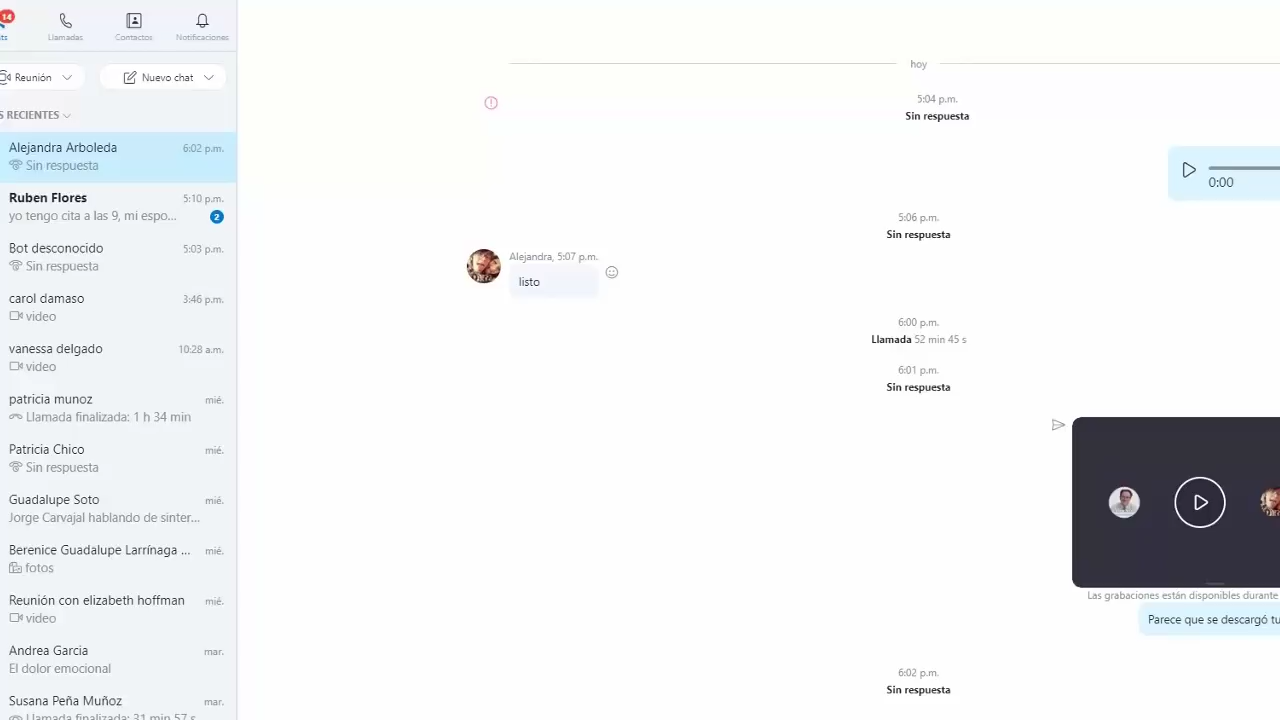 14
Llamadas
Contactos
Notificaciones
Reunión
Nuevo chat
RECIENTES
Alejandra Arboleda 6:02 p.m.
Sin respuesta
Ruben Flores 5:10 p.m.
yo tengo cita a las 9, mi espo... 2
Bot desconocido 5:03 p.m.
Sin respuesta
carol damaso 3:46 p.m.
video
vanessa delgado 10:28 a.m.
video
patricia munoz mié.
Llamada finalizada: 1 h 34 min
Patricia Chico mié.
Sin respuesta
Guadalupe Soto mié.
Jorge Carvajal hablando de sinter...
Berenice Guadalupe Larrínaga ... mié.
fotos
Reunión con elizabeth hoffman mié.
video
Andrea Garcia mar.
El dolor emocional
Susana Peña Muñoz mar.
Llamada finalizada: 31 min 57 s
hoy
5:04 p.m.
Sin respuesta
0:00
5:06 p.m.
Sin respuesta
Alejandra, 5:07 p.m.
listo
6:00 p.m.
Llamada 52 min 45 s
6:01 p.m.
Sin respuesta
Las grabaciones están disponibles durante
Parece que se descargó tu
6:02 p.m.
Sin respuesta